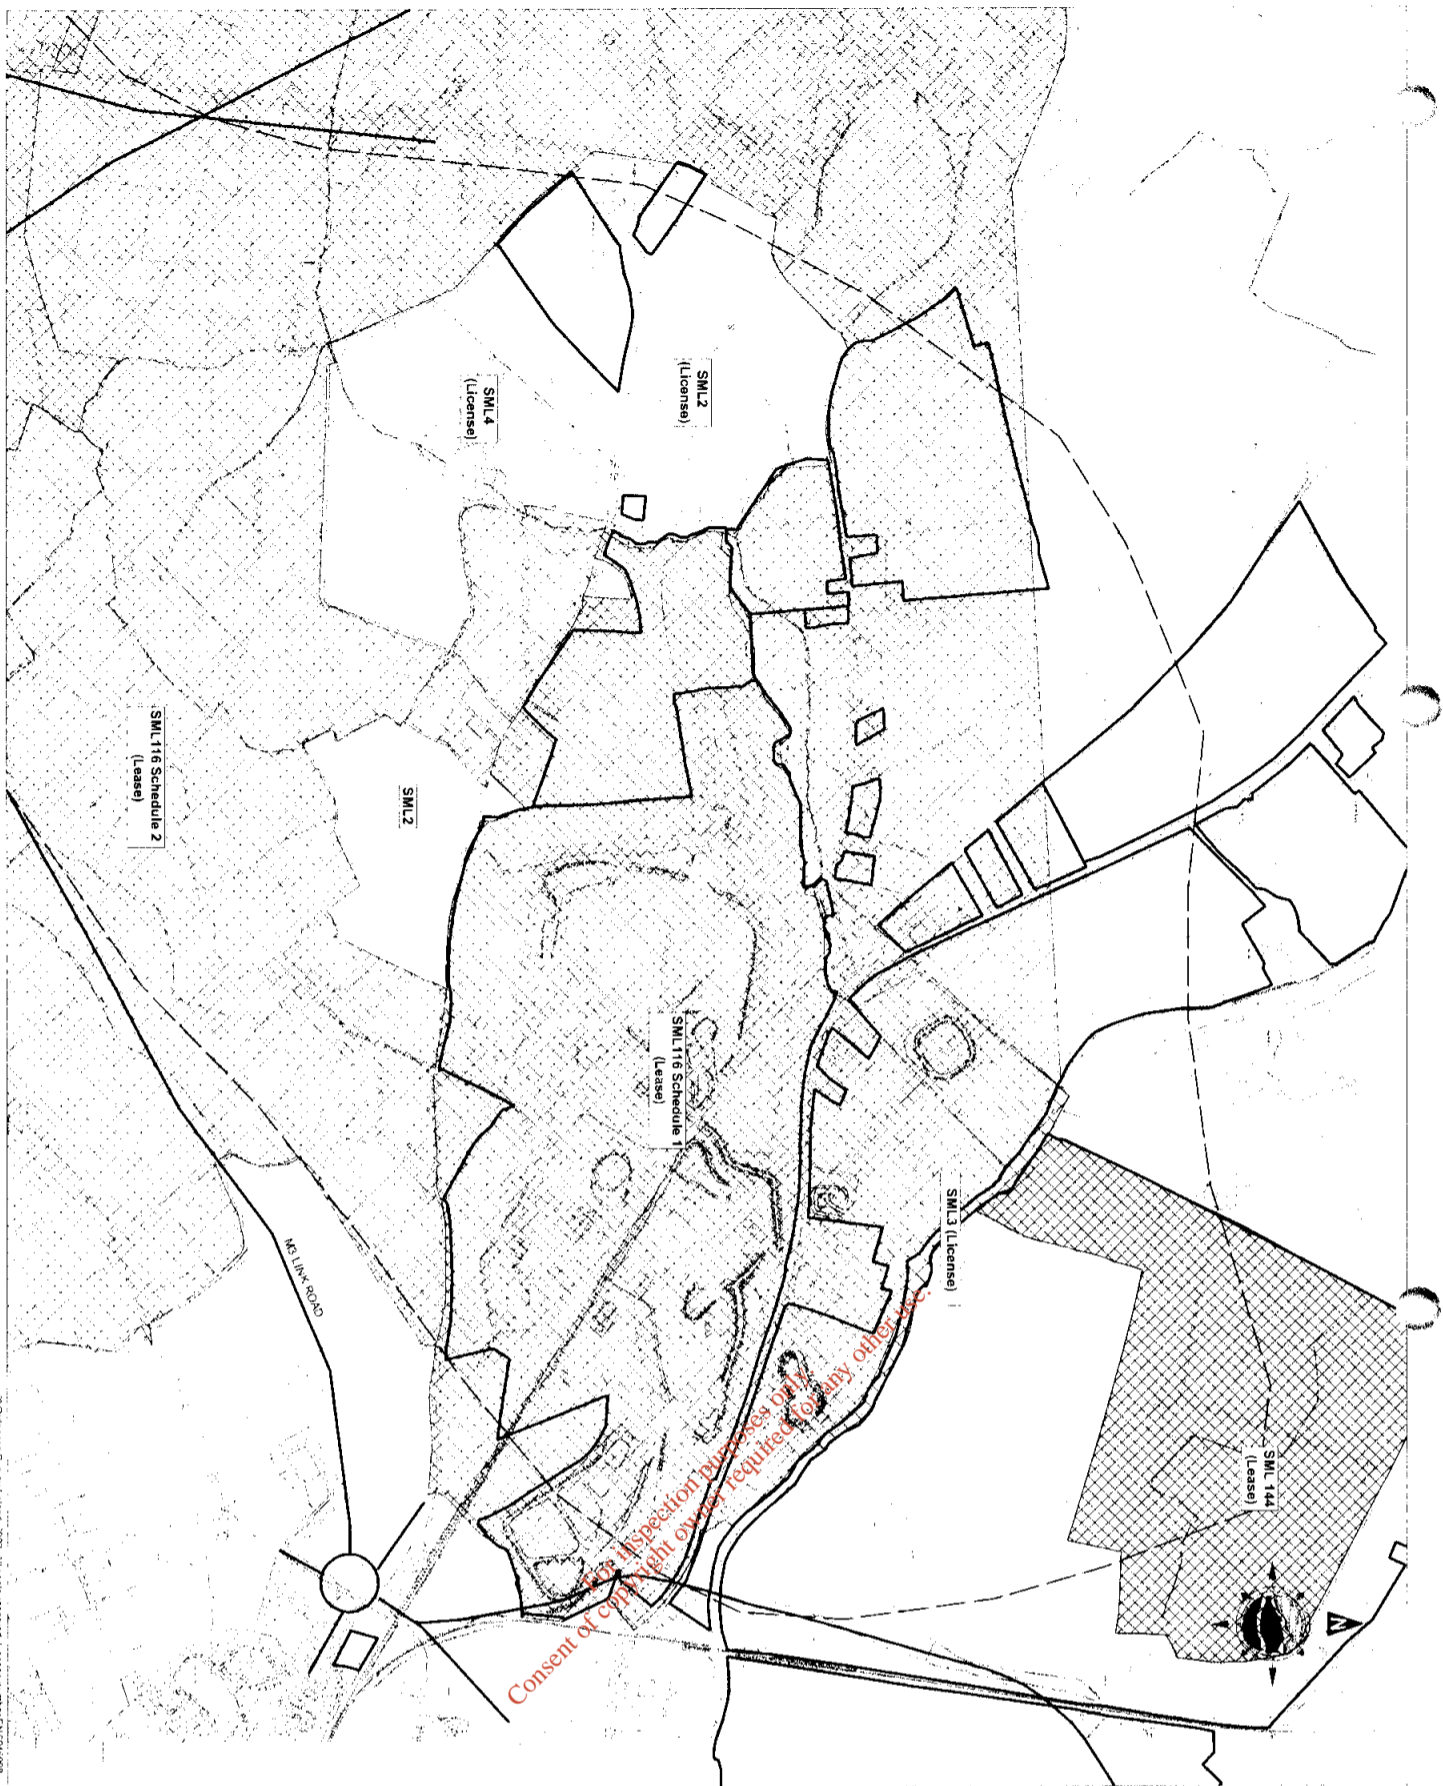 SML2
(License)
SML4
(License)
SML116 Schedule 2
(Lease)
SML2
SML116 Schedule 1
(Lease)
SML3 (License)
M3 LINK ROAD
SML 144
(Lease)
For inspection purposes only.
Consent of copyright owner required for any other use.